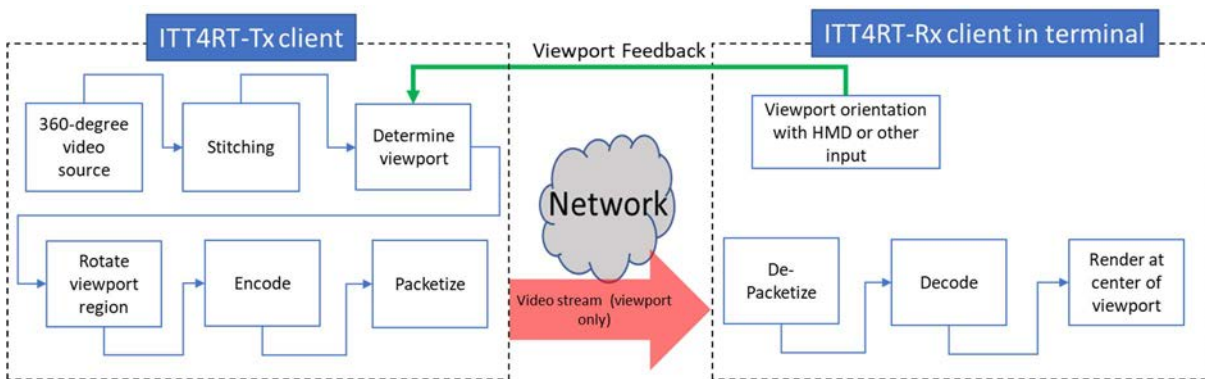 ITT4RT-Tx client
ITT4RT-Rx client in terminal
Viewport Feedback
360-degree
video
source
Stitching
Determine
viewport
Viewport orientation
with HMD or other
input
Network
Rotate
viewport
region
Encode
Packetize
Video stream (viewport
only)
De-
Packetize
Decode
Render at
center of
viewport